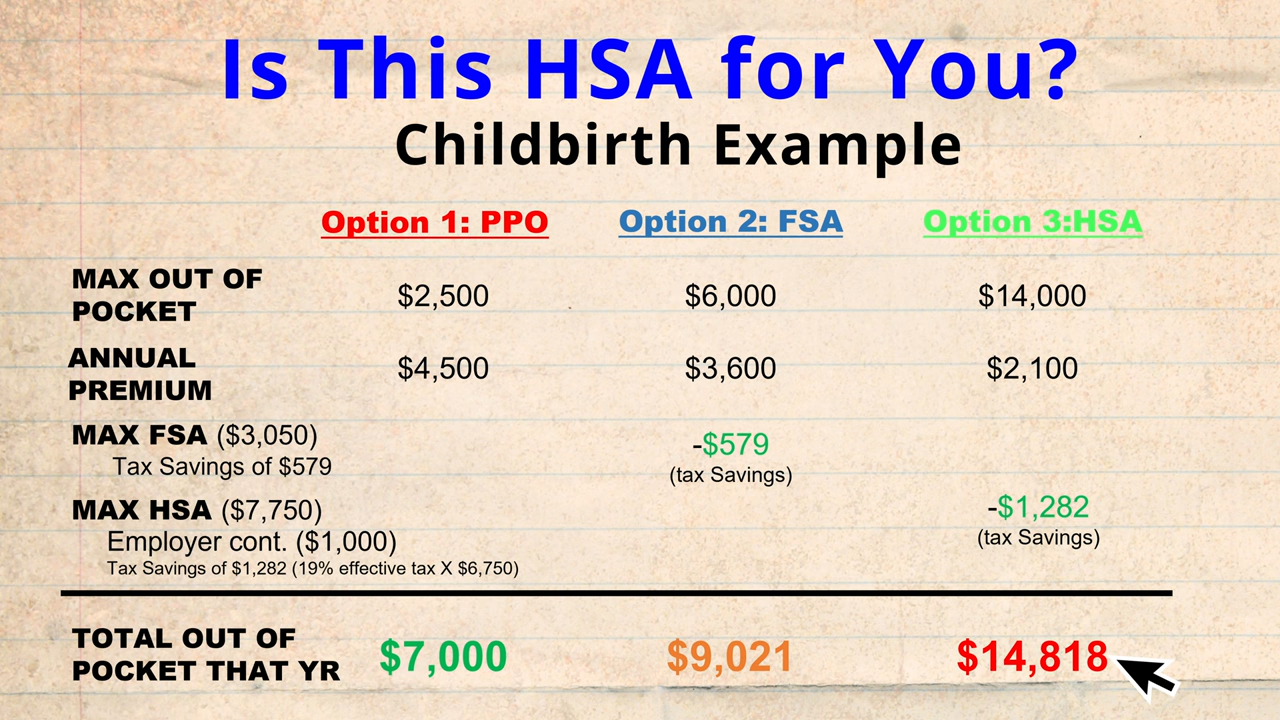 Is This HSA for You?
Childbirth Example
Option 1: PPO Option 2: FSA Option 3:HSA
MAX OUT OF
POCKET $2,500 $6,000 $14,000
ANNUAL
PREMIUM $4,500 $3,600 $2,100
MAX FSA ($3,050) -$579
Tax Savings of $579 (tax Savings)
MAX HSA ($7,750) -$1,282
Employer cont. ($1,000) (tax Savings)
Tax Savings of $1,282 (19% effective tax X $6,750)
TOTAL OUT OF
POCKET THAT YR $7,000 $9,021 $14,818